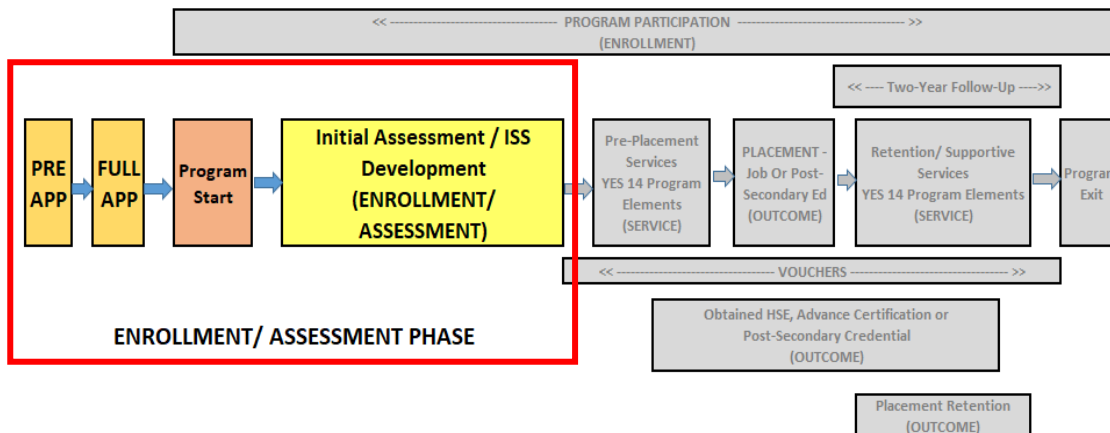 << ---------------------------------- PROGRAM PARTICIPATION ---------------------------------- >>
(ENROLLMENT)
<< ---- Two-Year Follow-Up ---->>
PRE
APP
FULL
APP
Program
Start
Initial Assessment / ISS
Development
(ENROLLMENT/
ASSESSMENT)
Pre-Placement
Services
YES 14 Program
Elements
(SERVICE)
PLACEMENT -
Job Or Post-
Secondary Ed
(OUTCOME)
Retention/ Supportive
Services
YES 14 Program Elements
(SERVICE)
Program
Exit
<< -------------------------------- VOUCHERS -------------------------------- >>
ENROLLMENT/ ASSESSMENT PHASE
Obtained HSE, Advance Certification or
Post-Secondary Credential
(OUTCOME)
Placement Retention
(OUTCOME)